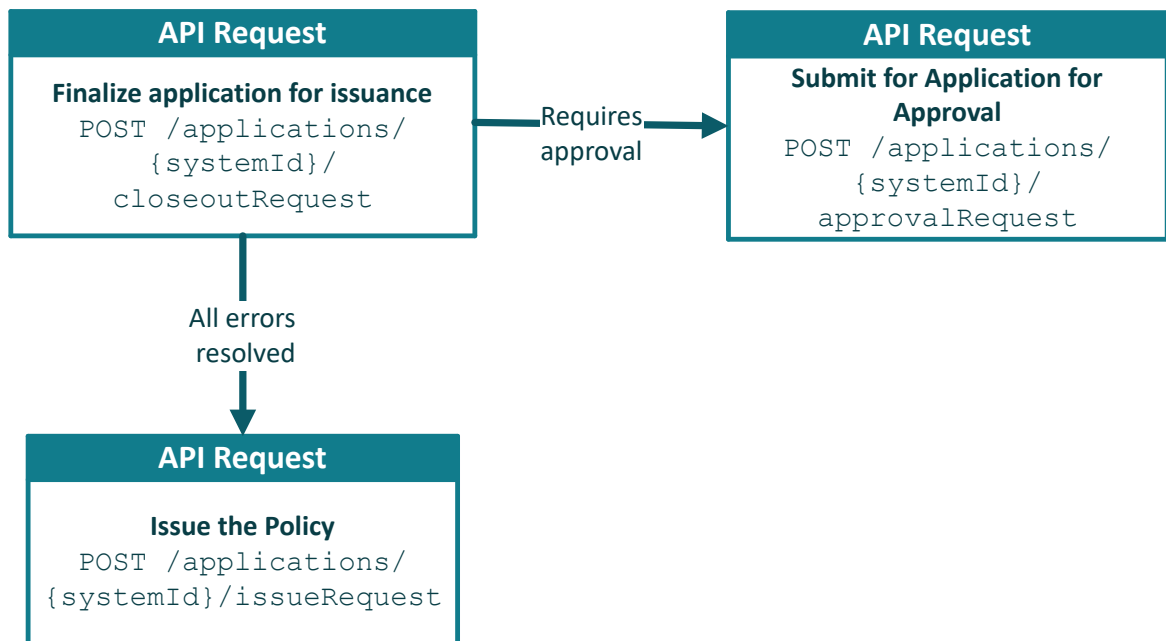 API Request
Finalize application for issuance
POST /applications/
{systemId}/
closeoutRequest
Requires
approval
API Request
Submit for Application for
Approval
POST /applications/
{systemId}/
approvalRequest
All errors
resolved
API Request
Issue the Policy
POST /applications/
{systemId}/issueRequest